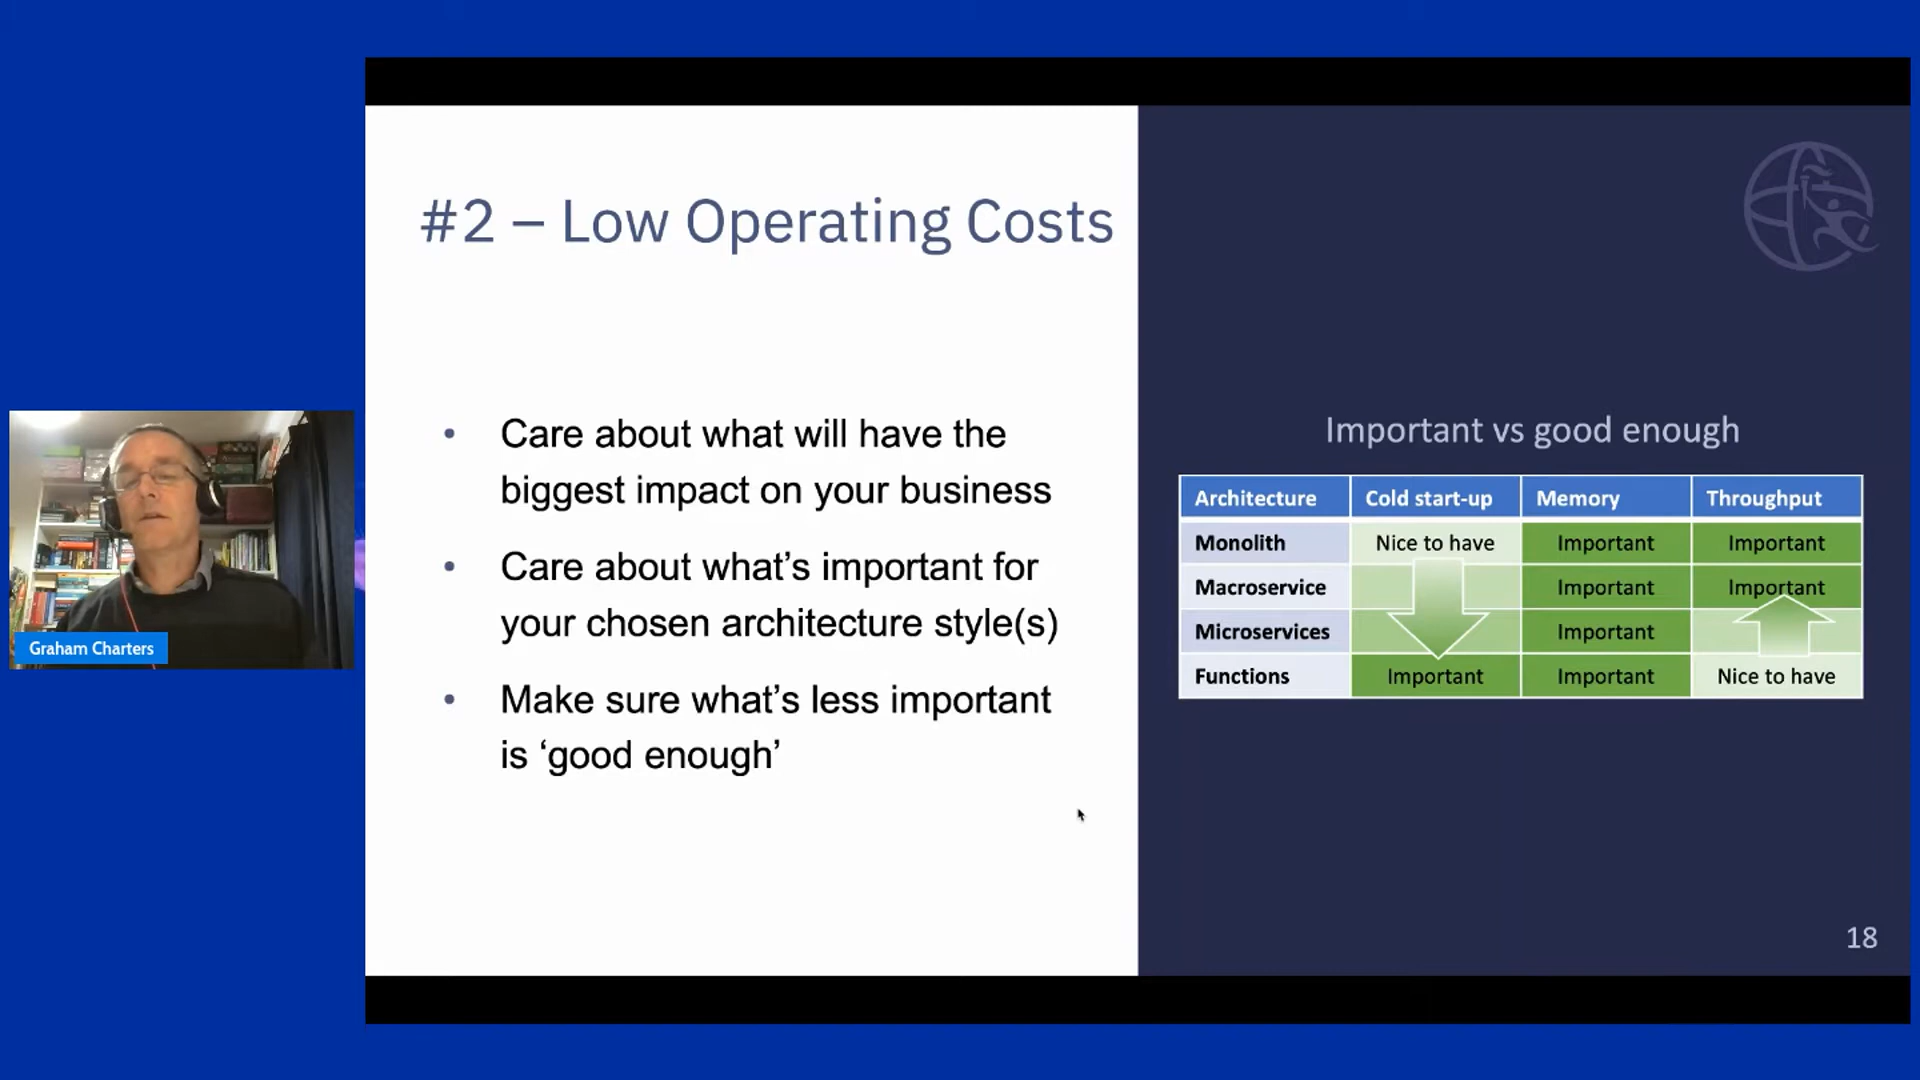 #2 – Low Operating Costs
• Care about what will have the
biggest impact on your business
• Care about what’s important for
your chosen architecture style(s)
• Make sure what’s less important
is ‘good enough’
Graham Charters
Important vs good enough
Architecture Cold start-up Memory Throughput
Monolith Nice to have Important Important
Macroservice Important Important
Microservices Important
Functions Important Important Nice to have
18